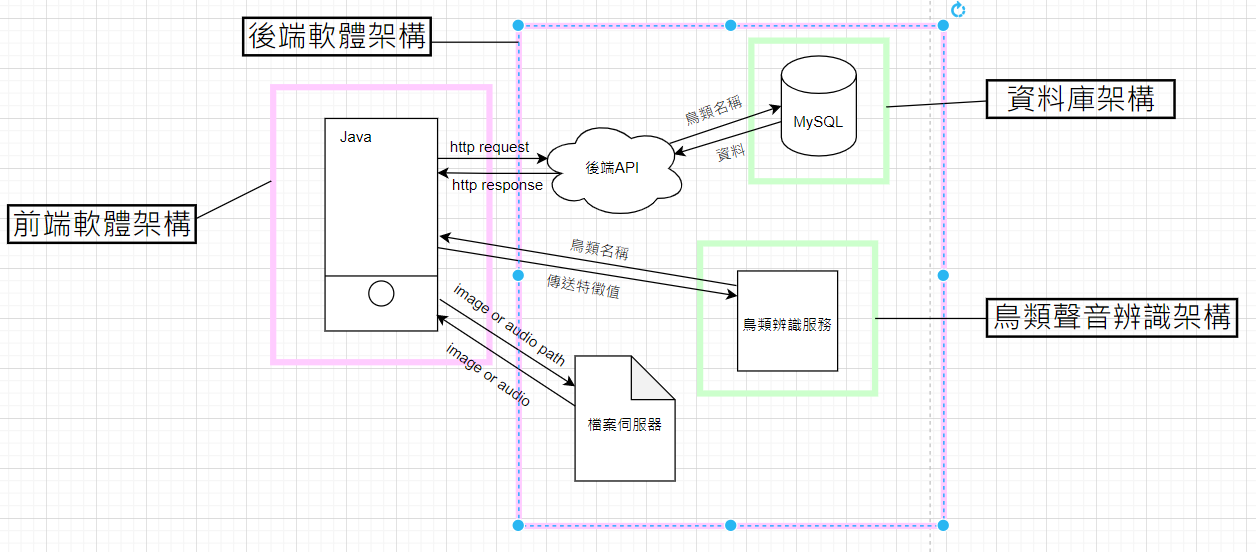 後端軟體架構
資料庫架構
前端軟體架構
鳥類聲音辨識架構
Java
http request
http response
後端API
鳥類名稱
資料
MySQL
鳥類名稱
傳送特徵值
鳥類辨識服務
image or audio path
image or audio
檔案伺服器